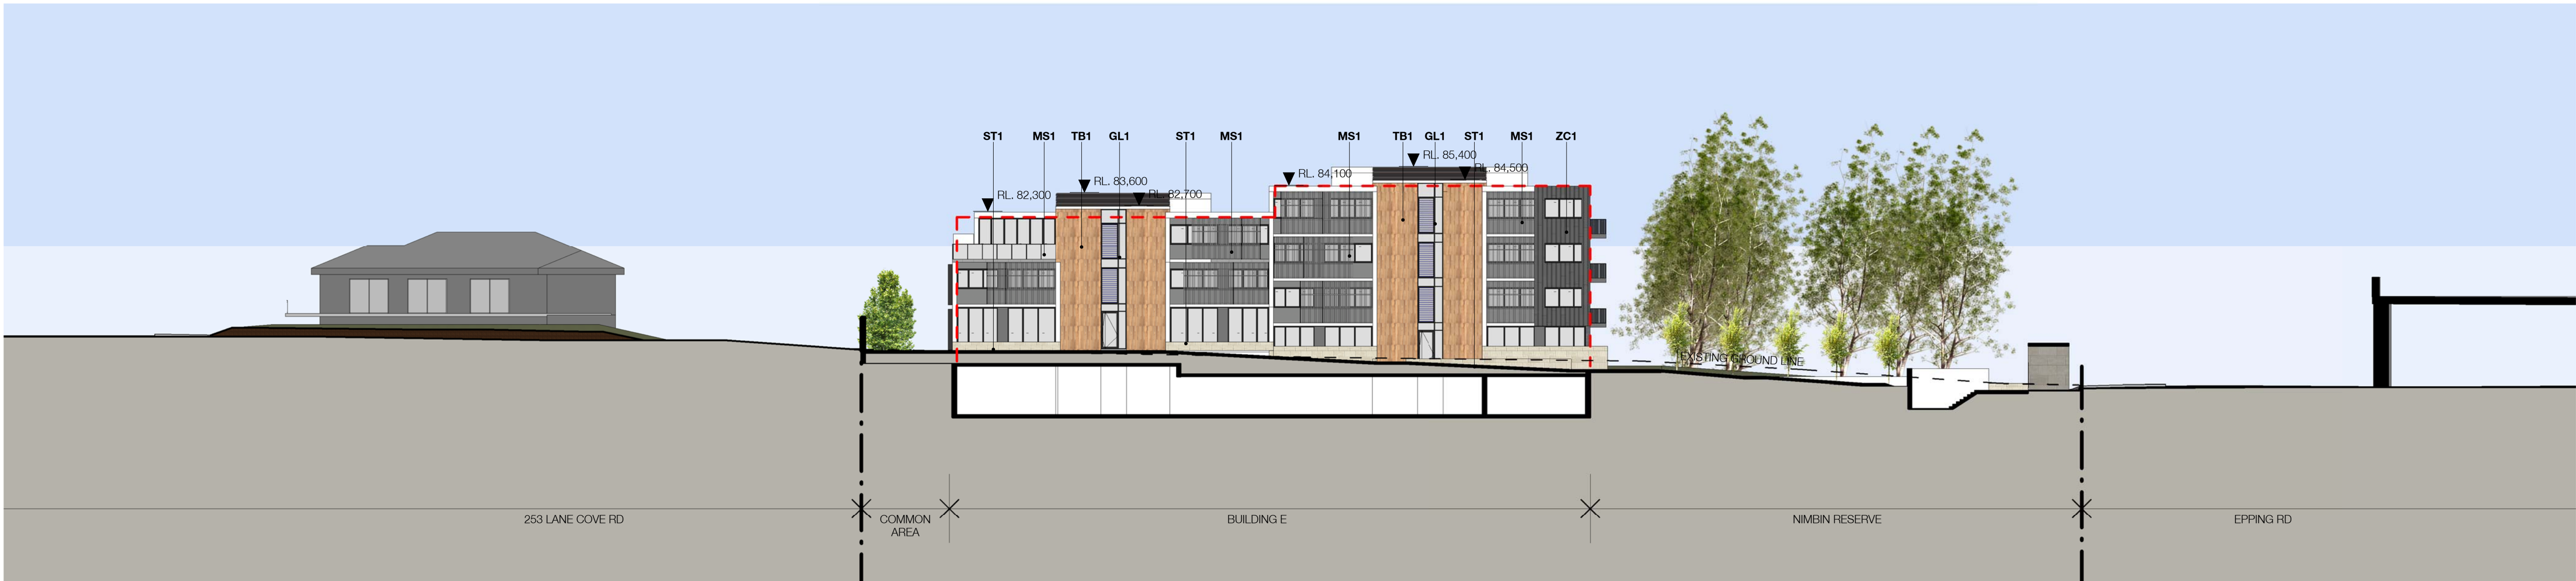 ST1 MS1 TB1 GL1 ST1 MS1 MS1 TB1 GL1 ST1 MS1 ZC1
RL. 85,400
RL. 84,500
RL. 84,100
RL. 83,600
RL. 82,700
RL. 82,300
EXISTING GROUND LINE
253 LANE COVE RD
COMMON
AREA
BUILDING E
NIMBIN RESERVE
EPPING RD